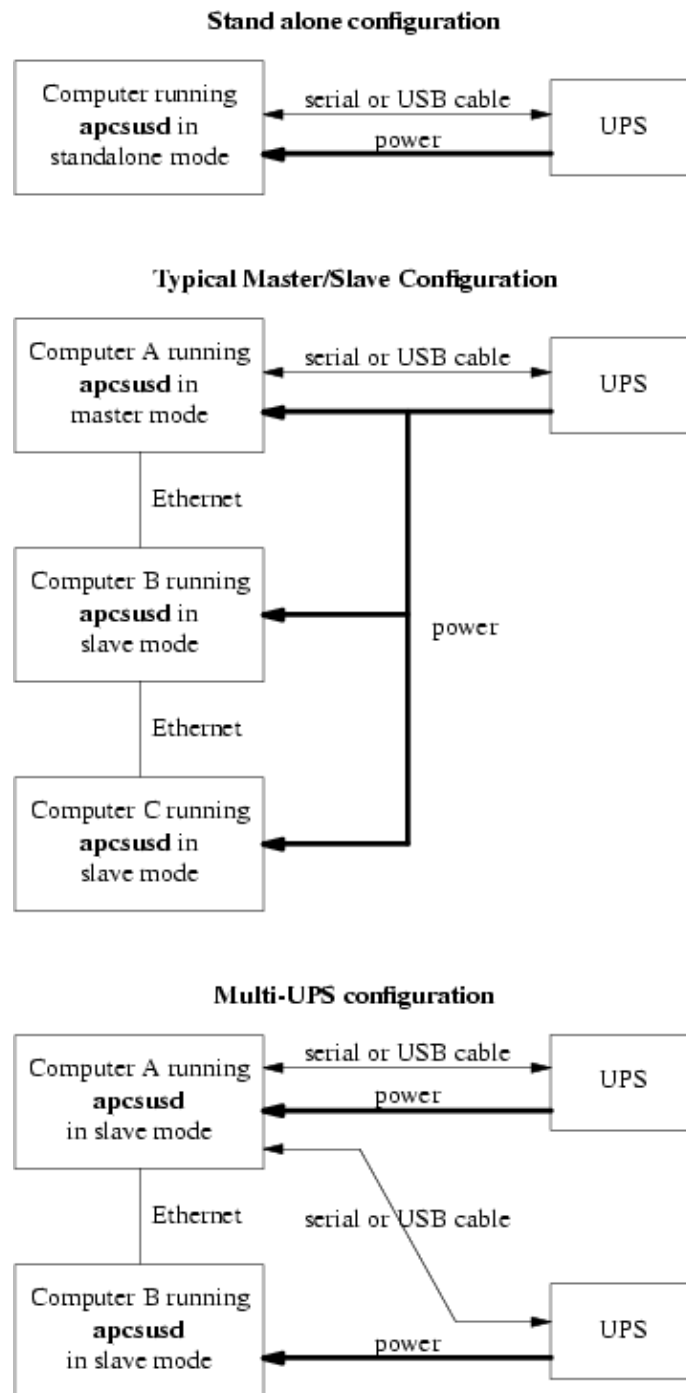 Stand alone configuration
Computer running
apcsusd in
standalone mode
serial or USB cable
power
UPS
Typical Master/Slave Configuration
Computer A running
apcsusd in
master mode
serial or USB cable
UPS
Ethernet
Computer B running
apcsusd in
slave mode
power
Ethernet
Computer C running
apcsusd in
slave mode
Multi-UPS configuration
Computer A running
apcsusd
in slave mode
serial or USB cable
power
UPS
Ethernet
serial or USB cable
Computer B running
apcsusd
in slave mode
power
UPS